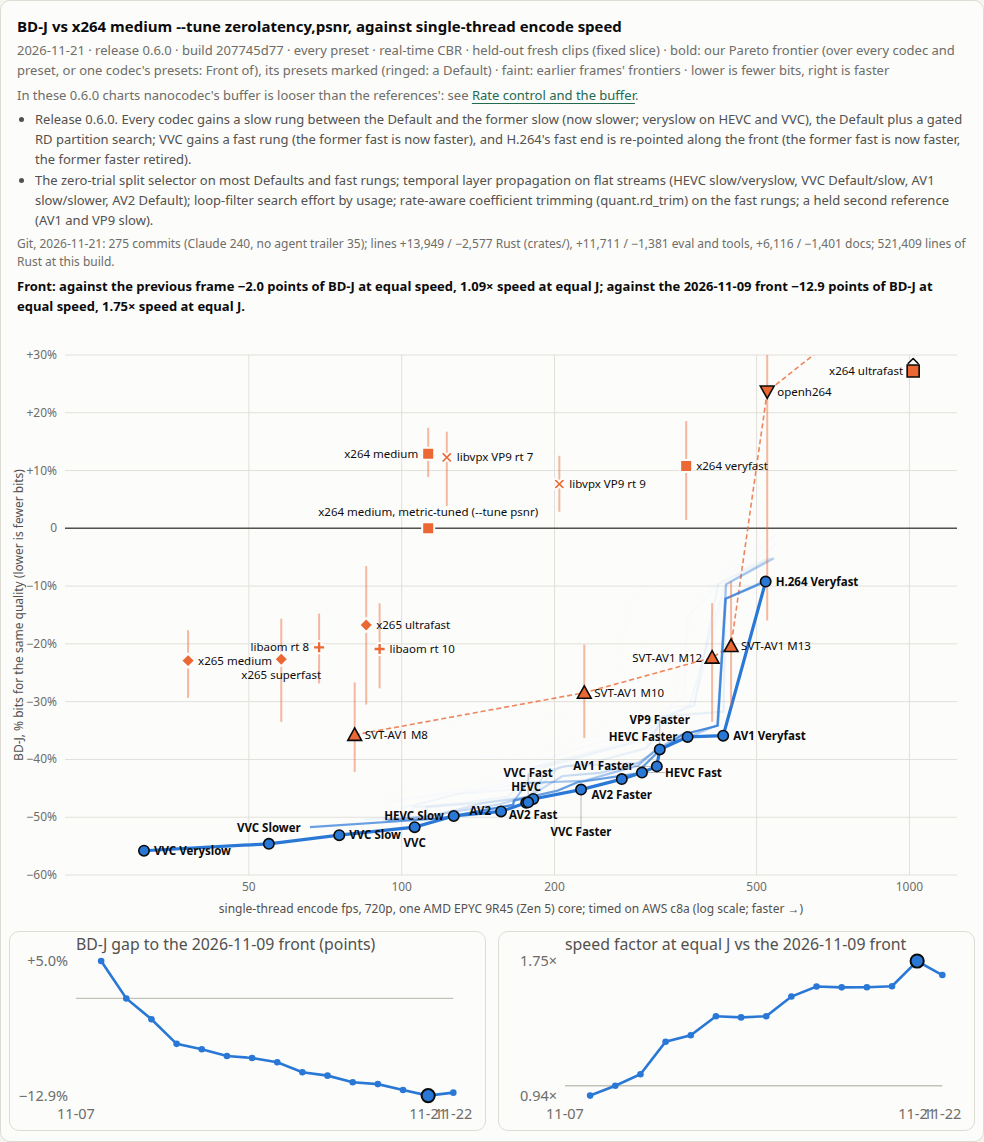 BD-J vs x264 medium --tune zerolatency,psnr, against single-thread encode speed
2026-11-21 · release 0.6.0 · build 207745d77 · every preset · real-time CBR · held-out fresh clips (fixed slice) · bold: our Pareto frontier (over every codec and
preset, or one codec's presets: Front of), its presets marked (ringed: a Default) · faint: earlier frames' frontiers · lower is fewer bits, right is faster
In these 0.6.0 charts nanocodec's buffer is looser than the references': see Rate control and the buffer.
• Release 0.6.0. Every codec gains a slow rung between the Default and the former slow (now slower; veryslow on HEVC and VVC), the Default plus a gated
RD partition search; VVC gains a fast rung (the former fast is now faster), and H.264's fast end is re-pointed along the front (the former fast is now faster,
the former faster retired).
• The zero-trial split selector on most Defaults and fast rungs; temporal layer propagation on flat streams (HEVC slow/veryslow, VVC Default/slow, AV1
slow/slower, AV2 Default); loop-filter search effort by usage; rate-aware coefficient trimming (quant.rd_trim) on the fast rungs; a held second reference
(AV1 and VP9 slow).
Git, 2026-11-21: 275 commits (Claude 240, no agent trailer 35); lines +13,949 / −2,577 Rust (crates/), +11,711 / −1,381 eval and tools, +6,116 / −1,401 docs; 521,409 lines of
Rust at this build.
Front: against the previous frame −2.0 points of BD-J at equal speed, 1.09× speed at equal J; against the 2026-11-09 front −12.9 points of BD-J at
equal speed, 1.75× speed at equal J.
+30%
x264 ultrafast
openh264
+20%
x264 medium
libvpx VP9 rt 7
+10%
x264 veryfast
libvpx VP9 rt 9
x264 medium, metric-tuned (--tune psnr)
0
−10%
H.264 Veryfast
x265 ultrafast
−20%
libaom rt 8
libaom rt 10
SVT-AV1 M13
x265 medium
SVT-AV1 M12
x265 superfast
−30%
SVT-AV1 M10
VP9 Faster
SVT-AV1 M8
HEVC Faster
AV1 Veryfast
−40%
AV1 Faster
VVC Fast
HEVC Fast
HEVC
AV2 Faster
AV2
HEVC Slow
AV2 Fast
−50%
VVC Slower
VVC Faster
VVC Slow
VVC
VVC Veryslow
−60%
BD-J, % bits for the same quality (lower is fewer bits)
50
100
200
500
1000
single-thread encode fps, 720p, one AMD EPYC 9R45 (Zen 5) core; timed on AWS c8a (log scale; faster →)
BD-J gap to the 2026-11-09 front (points)
+5.0%
−12.9%
11-07
11-21
11-22
speed factor at equal J vs the 2026-11-09 front
1.75×
0.94×
11-07
11-21
11-22